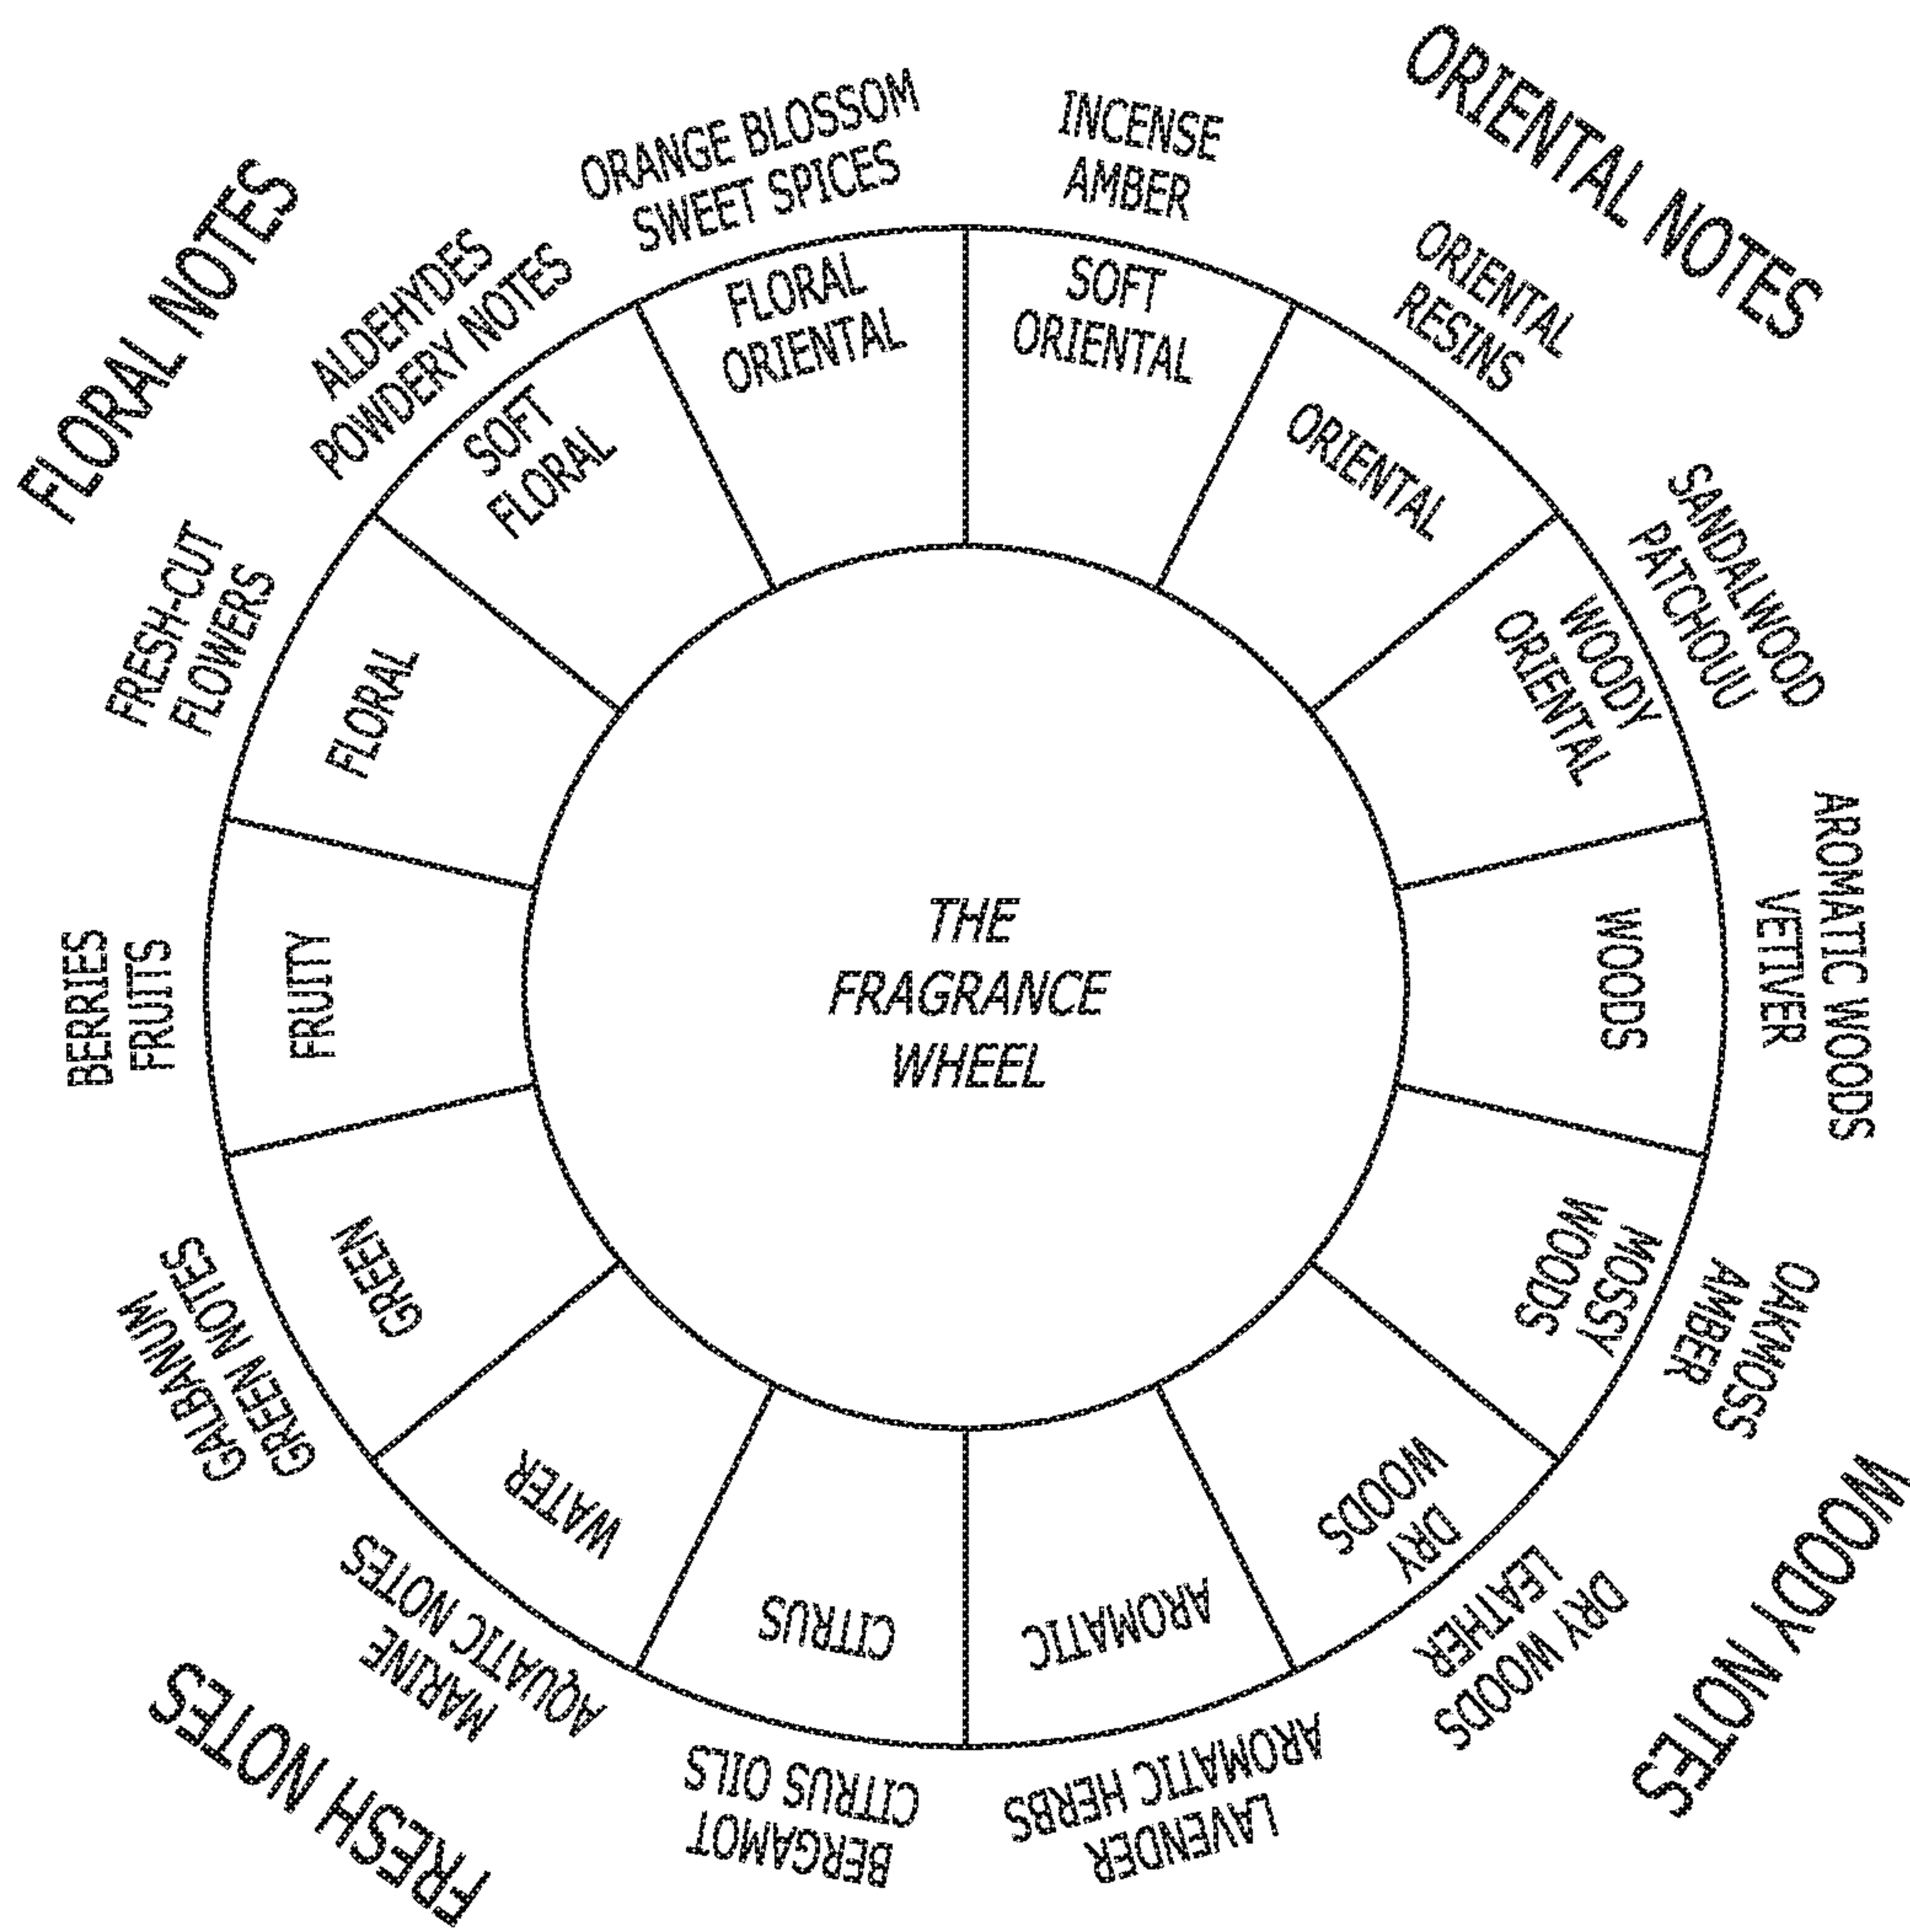 ORIENTAL NOTES
INCENSE
AMBER
SOFT
ORIENTAL
ORIENTAL
RESINS
ORIENTAL
SANDALWOOD
PATCHOUU
WOODY
ORIENTAL
AROMATIC WOODS
VETIVER
WOODS
OAKMOSS
AMBER
MOSSY
WOODS
WOODY NOTES
DRY WOODS
LEATHER
DRY
WOODS
AROMATIC
AROMATIC HERBS
LAVENDER
CITRUS
CITRUS OILS
BERGAMOT
FRESH NOTES
WATER
MARINE
AQUATIC NOTES
GREEN
GREEN NOTES
GALBANUM
BERRIES
FRUITS
FRUITY
FRESH-CUT
FLOWERS
FLORAL
FLORAL NOTES
ALDEHYDES
POWDERY NOTES
SOFT
FLORAL
ORANGE BLOSSOM
SWEET SPICES
FLORAL
ORIENTAL
THE
FRAGRANCE
WHEEL